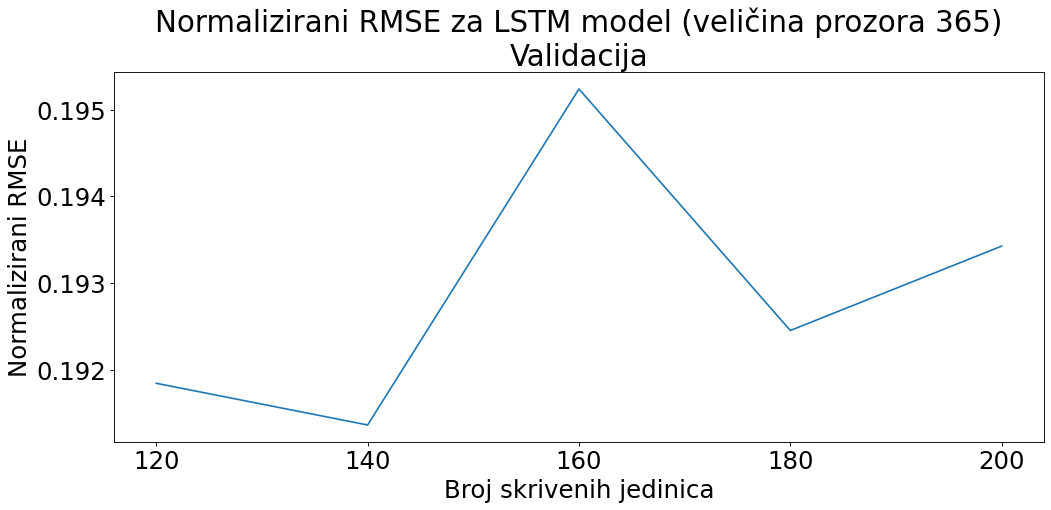 Normalizirani RMSE za LSTM model (veličina prozora 365)
Validacija
Normalizirani RMSE
0.195
0.194
0.193
0.192
120 140 160 180 200
Broj skrivenih jedinica